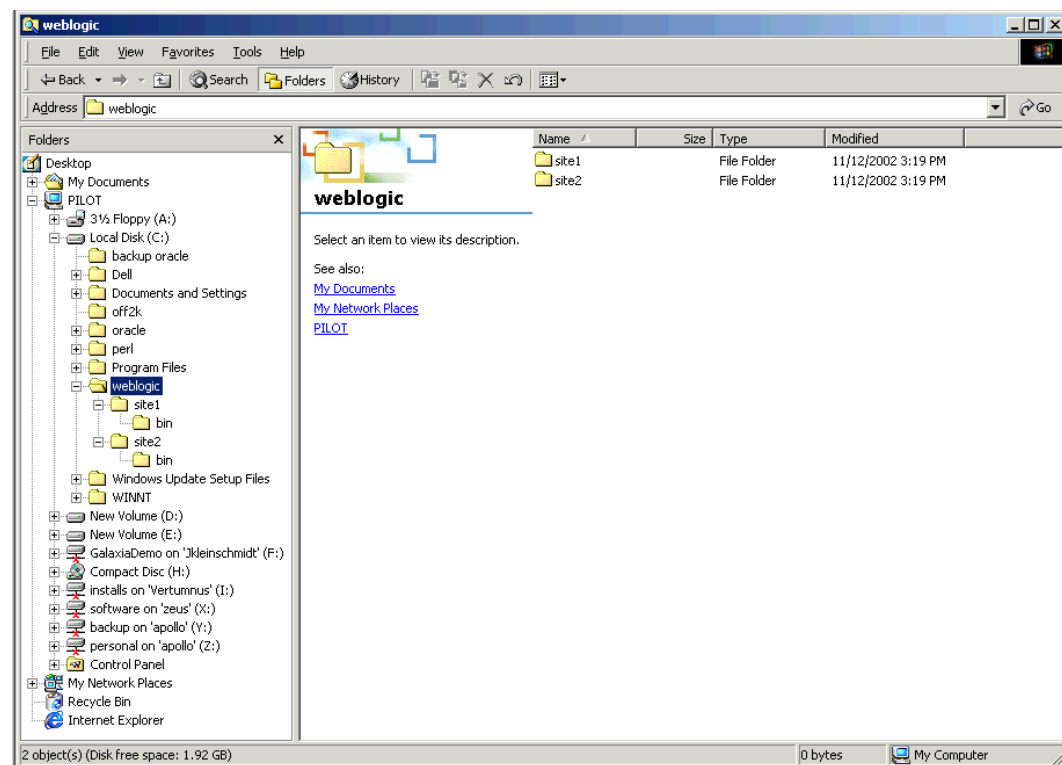 weblogic
File Edit View Favorites Tools Help
Back Search Folders History
Address weblogic Go
Folders
Desktop
My Documents
PILOT
3½ Floppy (A:)
Local Disk (C:)
backup oracle
Dell
Documents and Settings
off2k
oracle
perl
Program Files
weblogic
site1
bin
site2
bin
Windows Update Setup Files
WINNT
New Volume (D:)
New Volume (E:)
GalaxiaDemo on 'Jkleinschmidt' (F:)
Compact Disc (H:)
installs on 'Vertumnus' (I:)
software on 'zeus' (X:)
backup on 'apollo' (Y:)
personal on 'apollo' (Z:)
Control Panel
My Network Places
Recycle Bin
Internet Explorer
weblogic
Select an item to view its description.
See also:
My Documents
My Network Places
PILOT
Name Size Type Modified
site1 File Folder 11/12/2002 3:19 PM
site2 File Folder 11/12/2002 3:19 PM
2 object(s) (Disk free space: 1.92 GB) 0 bytes My Computer